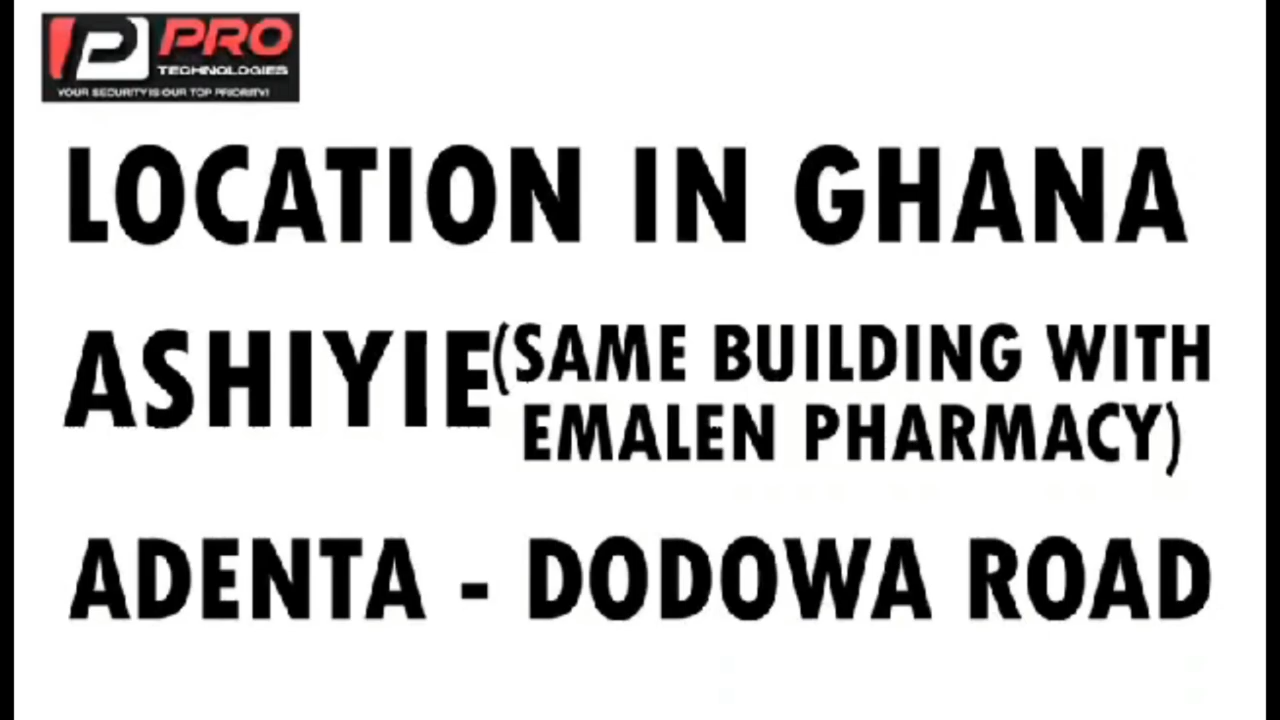 PRO
TECHNOLOGIES
YOUR SECURITY IS OUR TOP PRIORITY!
LOCATION IN GHANA
ASHIYIE (SAME BUILDING WITH
EMALEN PHARMACY)
ADENTA - DODOWA ROAD